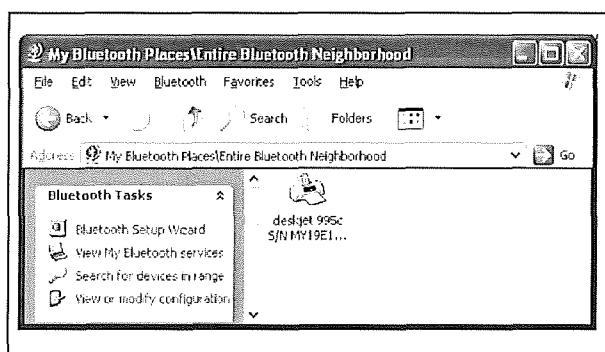 My Bluetooth Places\Entire Bluetooth Neighborhood
File Edit View Bluetooth Favorites Tools Help
Back Search Folders
Address My Bluetooth Places\Entire Bluetooth Neighborhood Go
Bluetooth Tasks
Bluetooth Setup Wizard
View My Bluetooth services
Search for devices in range
View or modify configuration
deskjet 995c
S/N MY19E1...